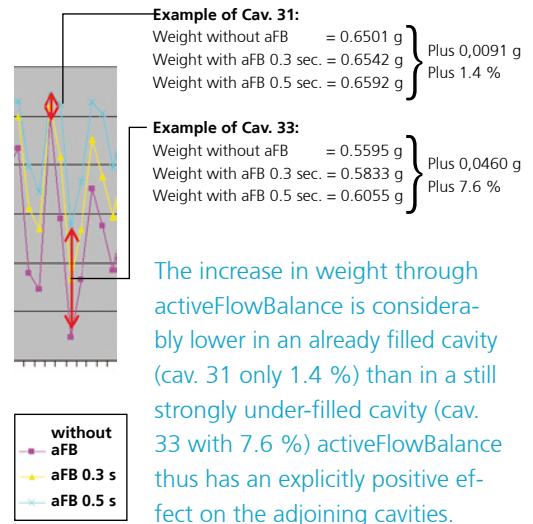 Example of Cav. 31:
Weight without aFB = 0.6501 g
Weight with aFB 0.3 sec. = 0.6542 g
Weight with aFB 0.5 sec. = 0.6592 g
Plus 0,0091 g
Plus 1.4 %
Example of Cav. 33:
Weight without aFB = 0.5595 g
Weight with aFB 0.3 sec. = 0.5833 g
Weight with aFB 0.5 sec. = 0.6055 g
Plus 0,0460 g
Plus 7.6 %
The increase in weight through
activeFlowBalance is considera-
bly lower in an already filled cavity
(cav. 31 only 1.4 %) than in a still
strongly under-filled cavity (cav.
33 with 7.6 %) activeFlowBalance
thus has an explicitly positive ef-
fect on the adjoining cavities.
without
aFB
aFB 0.3 s
aFB 0.5 s